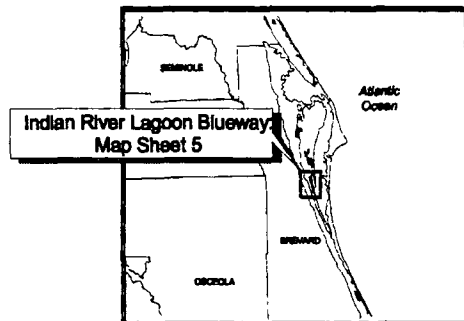 SEMINOLE
Atlantic
Ocean
Indian River Lagoon Blueway:
Map Sheet 5
BREVARD
OSCEOLA